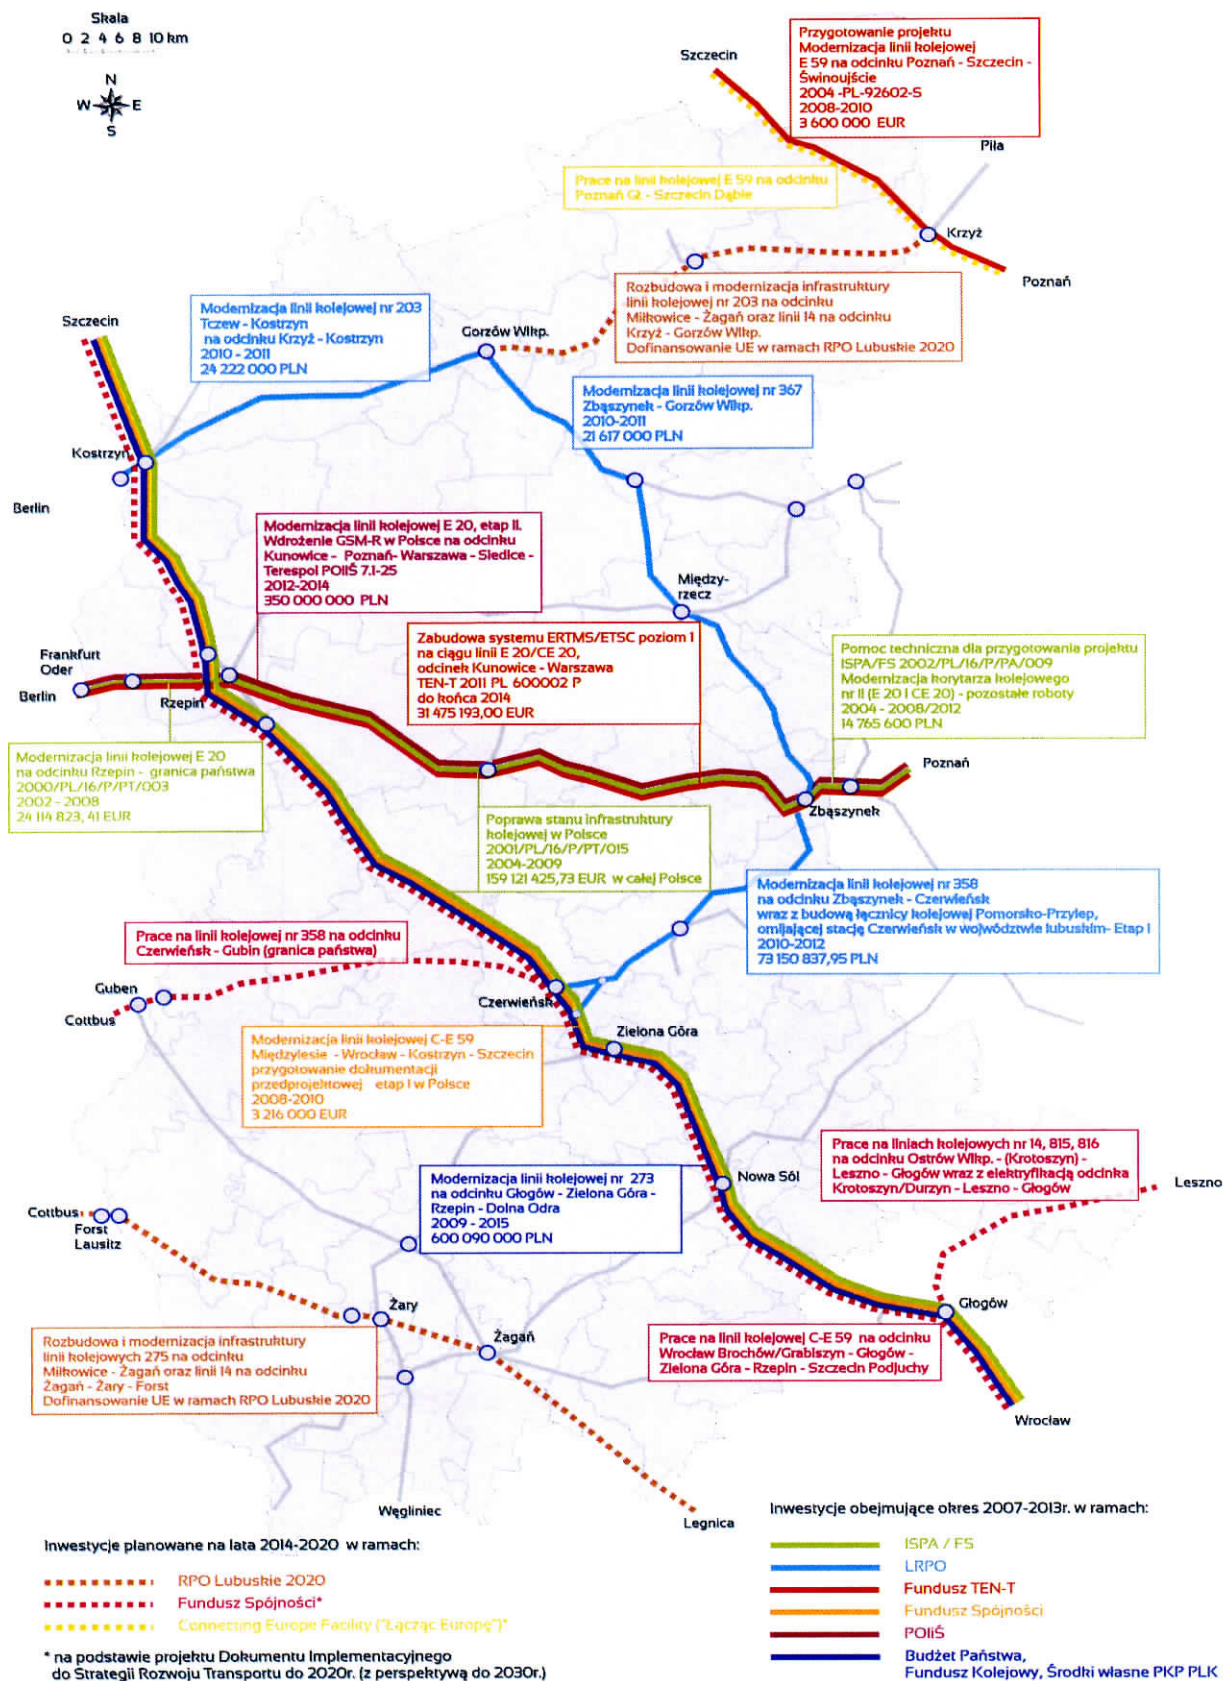 Skala
0 2 4 6 8 10 km
N
W E
S
Szczecin
Przygotowanie projektu
Modernizacja linii kolejowej
E 59 na odcinku Poznań - Szczecin -
Świnoujście
2004 -PL-92602-S
2008-2010
3 600 000 EUR
Piła
Prace na linii kolejowej E 59 na odcinku
Poznań Gł - Szczecin Dąbie
Krzyż
Poznań
Rozbudowa i modernizacja infrastruktury
linii kolejowej nr 203 na odcinku
Miłkowice - Żagań oraz linii 14 na odcinku
Krzyż - Gorzów Wlkp.
Dofinansowanie UE w ramach RPO Lubuskie 2020
Szczecin
Modernizacja linii kolejowej nr 203
Tczew - Kostrzyn
na odcinku Krzyż - Kostrzyn
2010 - 2011
24 222 000 PLN
Gorzów Wlkp.
Modernizacja linii kolejowej nr 367
Zbąszynek - Gorzów Wlkp.
2010-2011
21 617 000 PLN
Kostrzyn
Berlin
Modernizacja linii kolejowej E 20, etap II.
Wdrożenie GSM-R w Polsce na odcinku
Kunowice - Poznań- Warszawa - Siedlce -
Terespol POIiŚ 7.1-25
2012-2014
350 000 000 PLN
Między-
rzecz
Zabudowa systemu ERTMS/ETSC poziom 1
na ciągu linii E 20/CE 20,
odcinek Kunowice - Warszawa
TEN-T 2011 PL 600002 P
do końca 2014
31 475 193,00 EUR
Pomoc techniczna dla przygotowania projektu
ISPA/FS 2002/PL/16/P/PA/009
Modernizacja korytarza kolejowego
nr II (E 20 i CE 20) - pozostałe roboty
2004 - 2008/2012
14 765 600 PLN
Frankfurt
Oder
Berlin
Rzepin
Modernizacja linii kolejowej E 20
na odcinku Rzepin - granica państwa
2000/PL/16/P/PT/003
2002 - 2008
24 114 823, 41 EUR
Poznań
Zbąszynek
Poprawa stanu infrastruktury
kolejowej w Polsce
2001/PL/16/P/PT/015
2004-2009
159 121 425,73 EUR w całej Polsce
Modernizacja linii kolejowej nr 358
na odcinku Zbąszynek - Czerwieńsk
wraz z budową łącznicy kolejowej Pomorsko-Przylep,
omijającej stację Czerwieńsk w województwie lubuskim- Etap I
2010-2012
73 150 837,95 PLN
Prace na linii kolejowej nr 358 na odcinku
Czerwieńsk - Gubin (granica państwa)
Guben
Cottbus
Czerwieńsk
Zielona Góra
Modernizacja linii kolejowej C-E 59
Międzylesie - Wrocław - Kostrzyn - Szczecin
przygotowanie dokumentacji
przedprojektowej etap I w Polsce
2008-2010
3 216 000 EUR
Prace na liniach kolejowych nr 14, 815, 816
na odcinku Ostrów Wlkp. - (Krotoszyn) -
Leszno - Głogów wraz z elektryfikacją odcinka
Krotoszyn/Durzyn - Leszno - Głogów
Leszno
Modernizacja linii kolejowej nr 273
na odcinku Głogów - Zielona Góra -
Rzepin - Dolna Odra
2009 - 2015
600 090 000 PLN
Nowa Sól
Cottbus
Forst
Lausitz
Głogów
Żary
Żagań
Rozbudowa i modernizacja infrastruktury
linii kolejowych 275 na odcinku
Miłkowice - Żagań oraz linii 14 na odcinku
Żagań - Żary - Forst
Dofinansowanie UE w ramach RPO Lubuskie 2020
Prace na linii kolejowej C-E 59 na odcinku
Wrocław Brochów/Grabiszyn - Głogów -
Zielona Góra - Rzepin - Szczecin Podjuchy
Wrocław
Węgliniec
Legnica
Inwestycje planowane na lata 2014-2020 w ramach:
RPO Lubuskie 2020
Fundusz Spójności*
Connecting Europe Facility ("Łącząc Europę")*
* na podstawie projektu Dokumentu Implementacyjnego
do Strategii Rozwoju Transportu do 2020r. (z perspektywą do 2030r.)
Inwestycje obejmujące okres 2007-2013r. w ramach:
ISPA / FS
LRPO
Fundusz TEN-T
Fundusz Spójności
POIiŚ
Budżet Państwa,
Fundusz Kolejowy, Środki własne PKP PLK